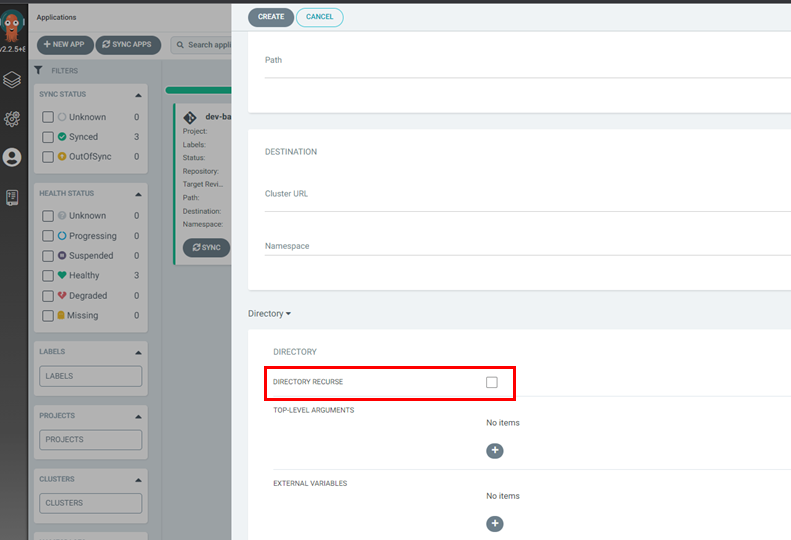 v2.2.5+
Applications
NEW APP
SYNC APPS
Search appli
FILTERS
SYNC STATUS
Unknown 0
Synced 3
OutOfSync 0
HEALTH STATUS
Unknown 0
Progressing 0
Suspended 0
Healthy 3
Degraded 0
Missing 0
LABELS
LABELS
PROJECTS
PROJECTS
CLUSTERS
CLUSTERS
dev-ba
Project:
Labels:
Status:
Repository:
Target Revi...
Path:
Destination:
Namespace:
SYNC
CREATE
CANCEL
Path
DESTINATION
Cluster URL
Namespace
Directory
DIRECTORY
DIRECTORY RECURSE
TOP-LEVEL ARGUMENTS
No items
EXTERNAL VARIABLES
No items